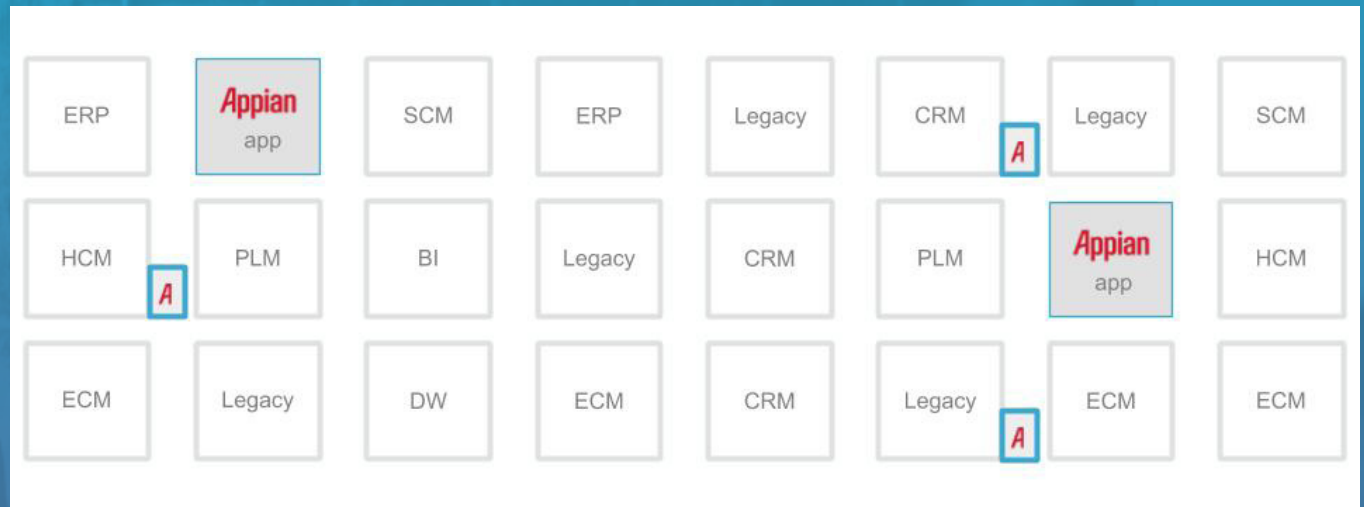 ERP
Appian
app
SCM
ERP
Legacy
CRM
A
Legacy
SCM
HCM
A
PLM
BI
Legacy
CRM
PLM
Appian
app
HCM
ECM
Legacy
DW
ECM
CRM
Legacy
A
ECM
ECM